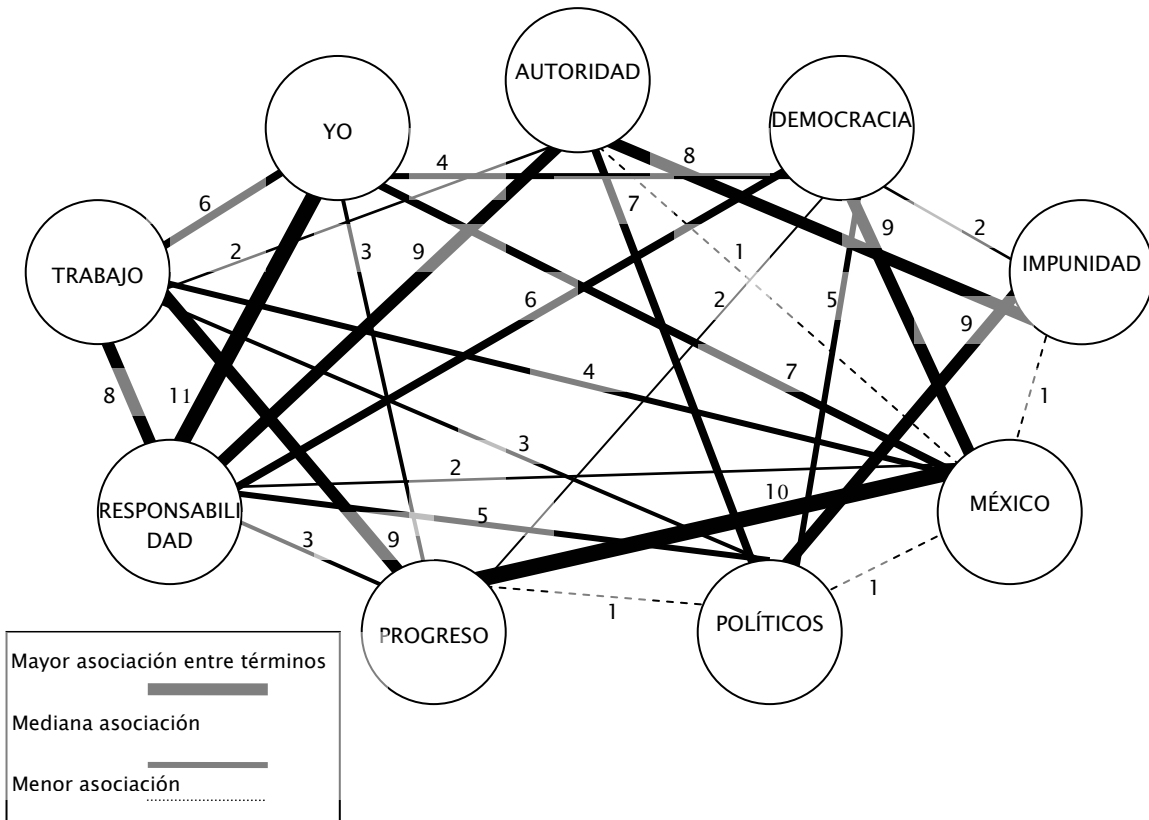 AUTORIDAD
DEMOCRACIA
YO
4
8
6
7
2
9
2
3
9
1
IMPUNIDAD
TRABAJO
2
6
5
9
8
11
4
7
1
3
2
10
MÉXICO
RESPONSABILI
DAD
5
3
9
1
1
PROGRESO
POLÍTICOS
Mayor asociación entre términos
Mediana asociación
Menor asociación